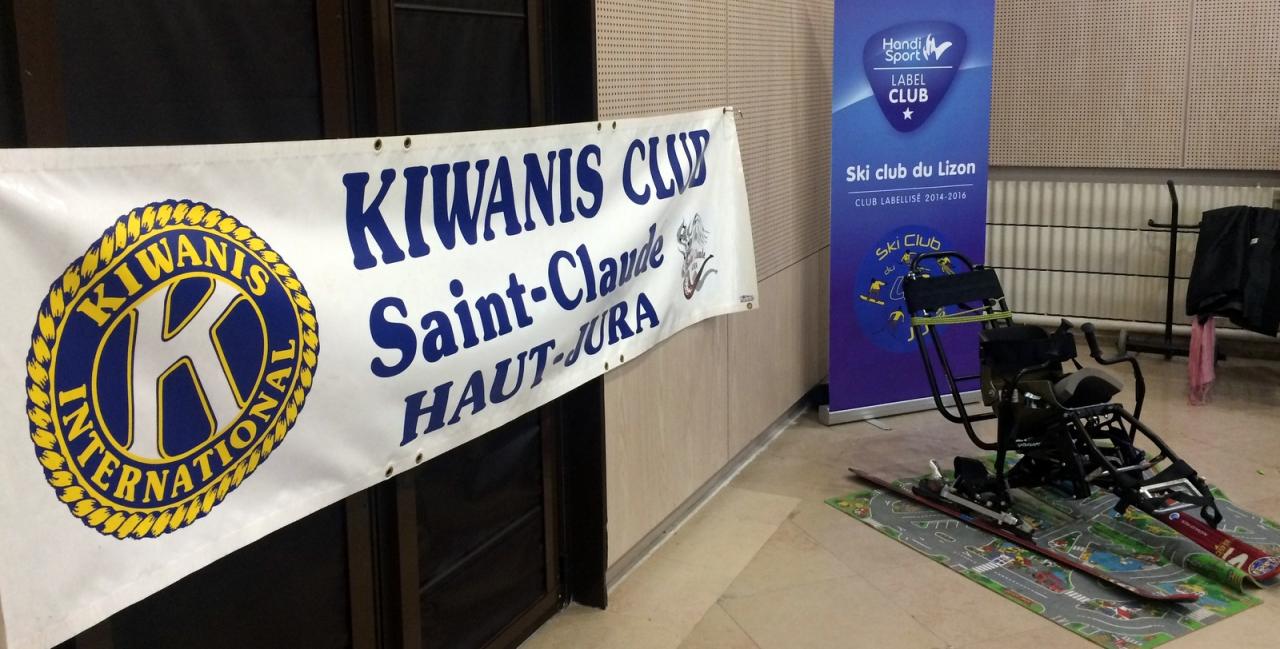 KIWANIS
INTERNATIONAL
K
KIWANIS CLUB
Saint-Claude
HAUT-JURA
Handi
Sport
LABEL
CLUB
Ski club du Lizon
CLUB LABELLISÉ 2014-2016
Ski Club
du